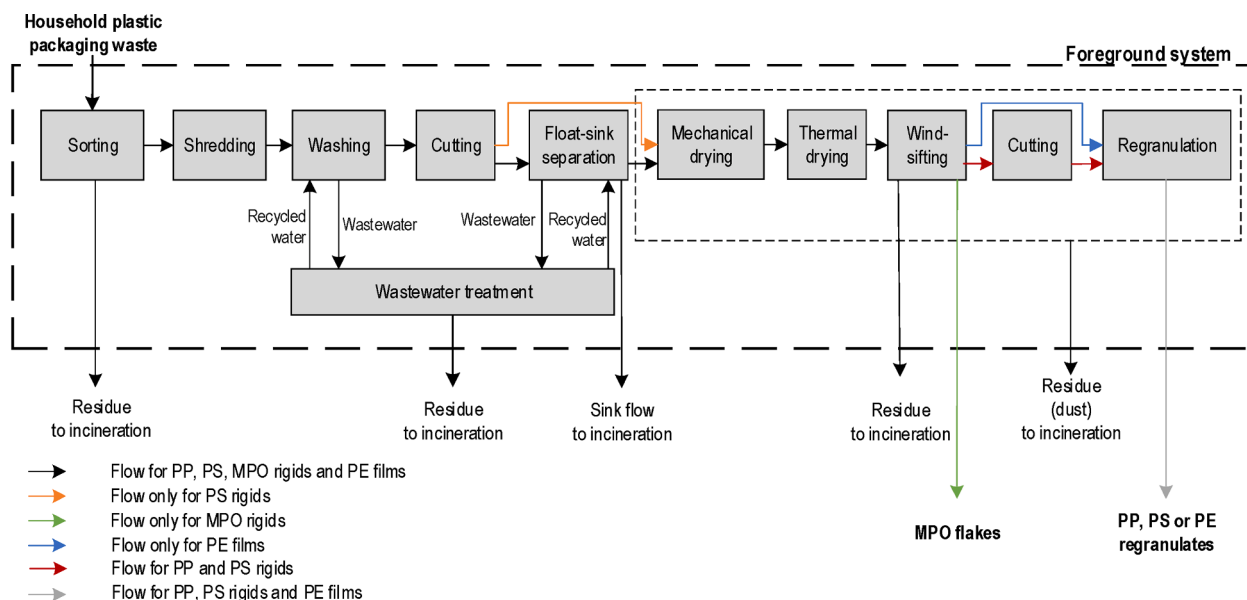 Household plastic
packaging waste
Foreground system
Sorting
Shredding
Washing
Cutting
Float-sink
separation
Mechanical
drying
Thermal
drying
Wind-
sifting
Cutting
Regranulation
Recycled
water
Wastewater
Wastewater
Recycled
water
Wastewater treatment
Residue
to incineration
Residue
to incineration
Sink flow
to incineration
Residue
to incineration
Residue
(dust)
to incineration
MPO flakes
PP, PS or PE
regranulates
Flow for PP, PS, MPO rigids and PE films
Flow only for PS rigids
Flow only for MPO rigids
Flow only for PE films
Flow for PP and PS rigids
Flow for PP, PS rigids and PE films